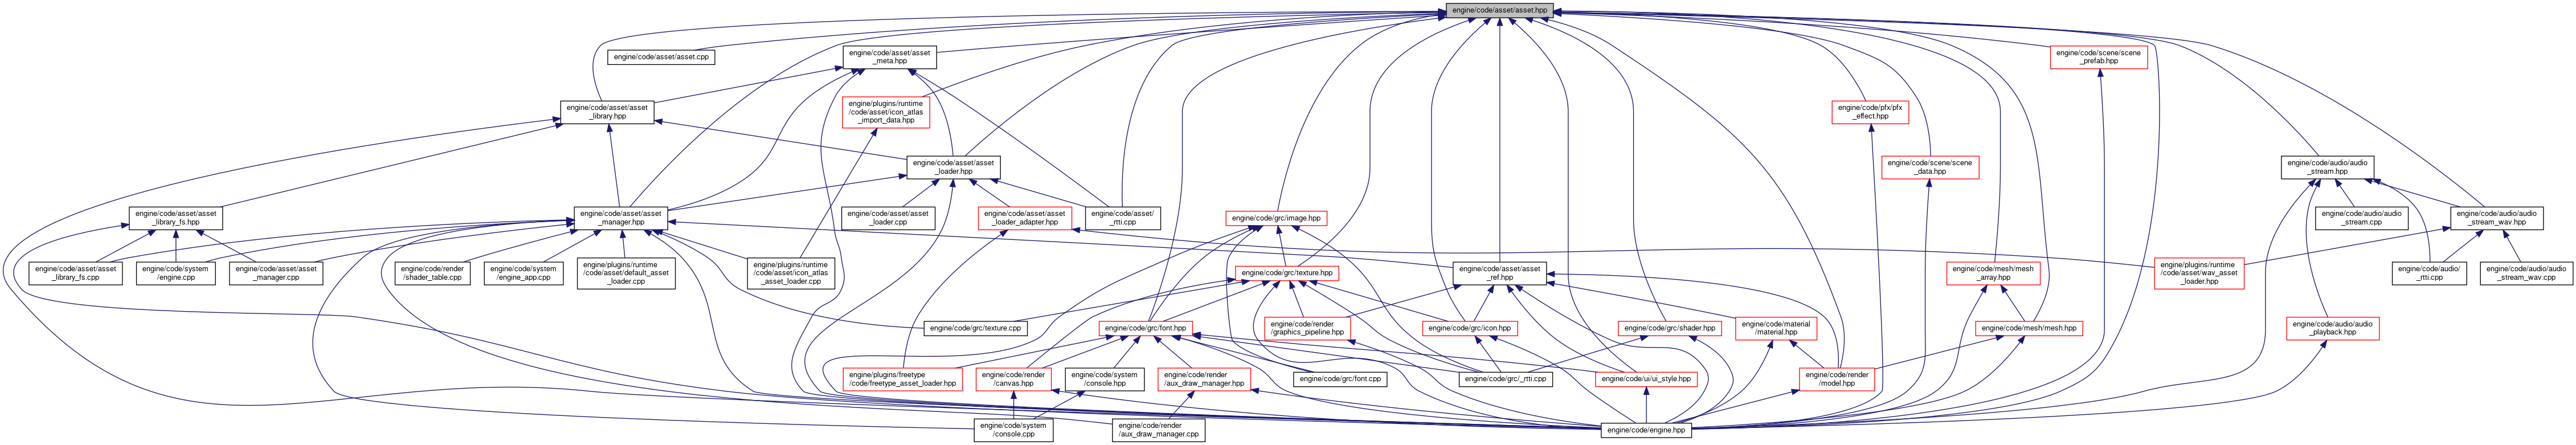 engine/code/asset/asset.hpp
engine/code/asset/asset.cpp
engine/code/asset/asset
_meta.hpp
engine/code/scene/scene
_prefab.hpp
engine/code/asset/asset
_library.hpp
engine/plugins/runtime
/code/asset/icon_atlas
_import_data.hpp
engine/code/pfx/pfx
_effect.hpp
engine/code/asset/asset
_loader.hpp
engine/code/scene/scene
_data.hpp
engine/code/audio/audio
_stream.hpp
engine/code/asset/asset
_library_fs.hpp
engine/code/asset/asset
_manager.hpp
engine/code/asset/asset
_loader.cpp
engine/code/asset/asset
_loader_adapter.hpp
engine/code/asset/
_rtti.cpp
engine/code/grc/image.hpp
engine/code/audio/audio
_stream.cpp
engine/code/audio/audio
_stream_wav.hpp
engine/code/asset/asset
_library_fs.cpp
engine/code/system
/engine.cpp
engine/code/asset/asset
_manager.cpp
engine/code/render
/shader_table.cpp
engine/code/system
/engine_app.cpp
engine/plugins/runtime
/code/asset/default_asset
_loader.cpp
engine/plugins/runtime
/code/asset/icon_atlas
_asset_loader.cpp
engine/code/grc/texture.hpp
engine/code/asset/asset
_ref.hpp
engine/code/mesh/mesh
_array.hpp
engine/plugins/runtime
/code/asset/wav_asset
_loader.hpp
engine/code/audio/
_rtti.cpp
engine/code/audio/audio
_stream_wav.cpp
engine/code/grc/texture.cpp
engine/code/grc/font.hpp
engine/code/render
/graphics_pipeline.hpp
engine/code/grc/icon.hpp
engine/code/grc/shader.hpp
engine/code/material
/material.hpp
engine/code/mesh/mesh.hpp
engine/code/audio/audio
_playback.hpp
engine/plugins/freetype
/code/freetype_asset_loader.hpp
engine/code/render
/canvas.hpp
engine/code/system
/console.hpp
engine/code/render
/aux_draw_manager.hpp
engine/code/grc/font.cpp
engine/code/grc/_rtti.cpp
engine/code/ui/ui_style.hpp
engine/code/render
/model.hpp
engine/code/system
/console.cpp
engine/code/render
/aux_draw_manager.cpp
engine/code/engine.hpp